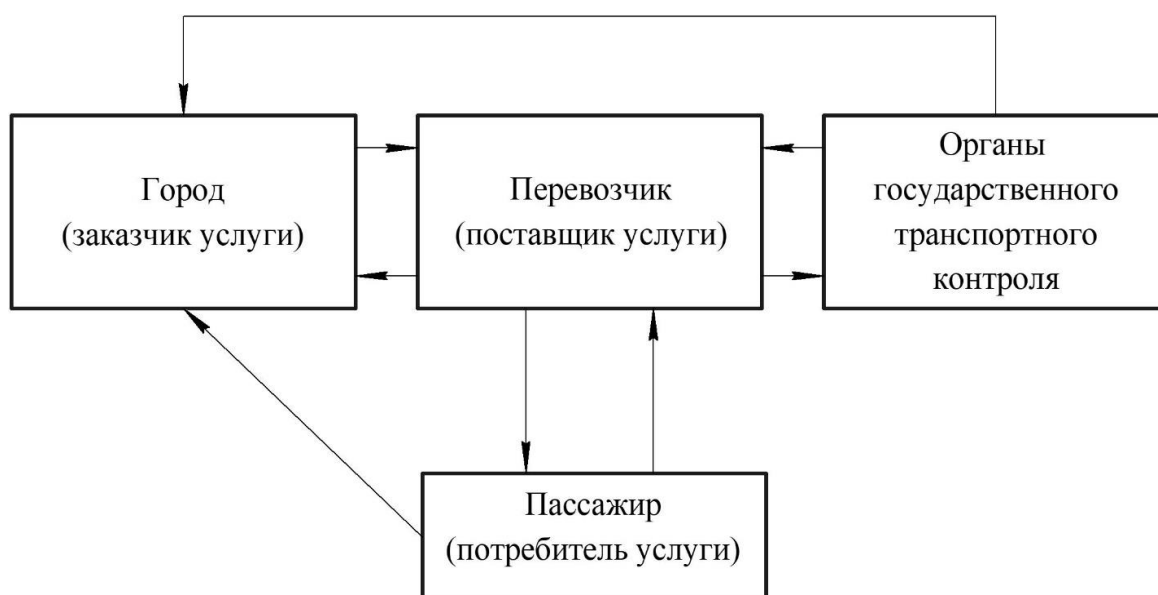 Город
(заказчик услуги)
Перевозчик
(поставщик услуги)
Органы
государственного
транспортного
контроля
Пассажир
(потребитель услуги)